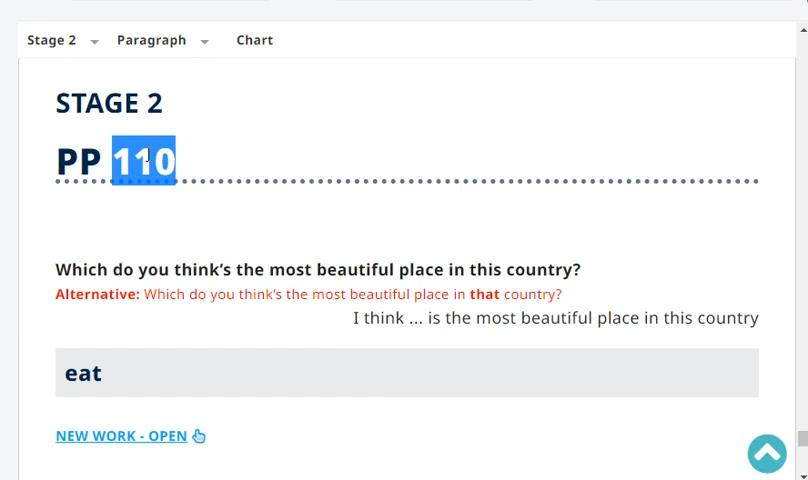 Stage 2 Paragraph Chart
STAGE 2
PP 110
Which do you think's the most beautiful place in this country?
Alternative: Which do you think's the most beautiful place in that country?
I think ... is the most beautiful place in this country
eat
NEW WORK - OPEN